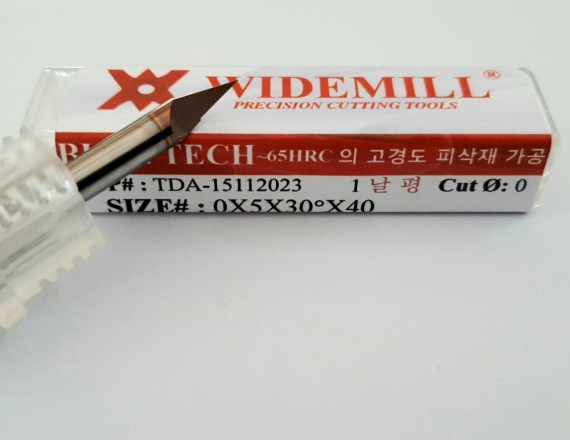 WIDEMILL®
PRECISION CUTTING TOOLS
TECH~65HRC 의 고경도 피삭재 가공
# : TDA-15112023 1 날 평 Cut Ø: 0
SIZE# : 0X5X30°X40